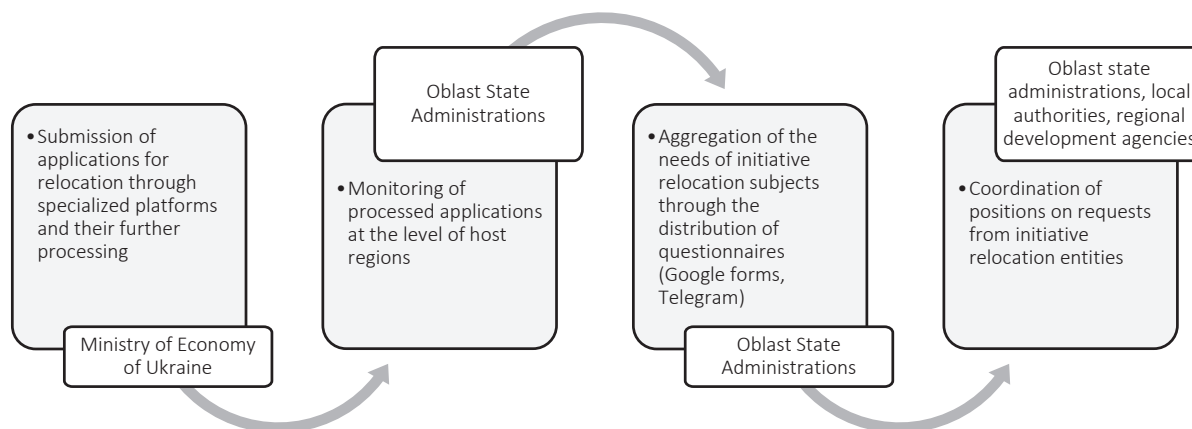 • Submission of
applications for
relocation through
specialized platforms
and their further
processing
Ministry of Economy
of Ukraine
Oblast State
Administrations
• Monitoring of
processed applications
at the level of host
regions
• Aggregation of the
needs of initiative
relocation subjects
through the
distribution of
questionnaires
(Google forms,
Telegram)
Oblast State
Administrations
Oblast state
administrations, local
authorities, regional
development agencies
• Coordination of
positions on requests
from initiative
relocation entities